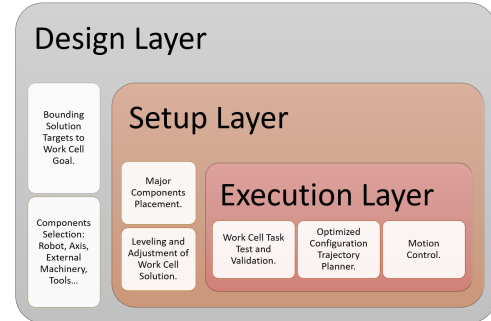 Design Layer
Bounding
Solution
Targets to
Work Cell
Goal.
Components
Selection:
Robot, Axis,
External
Machinery,
Tools...
Setup Layer
Major
Components
Placement.
Leveling and
Adjustment of
Work Cell
Solution.
Execution Layer
Work Cell Task
Test and
Validation.
Optimized
Configuration
Trajectory
Planner.
Motion
Control.